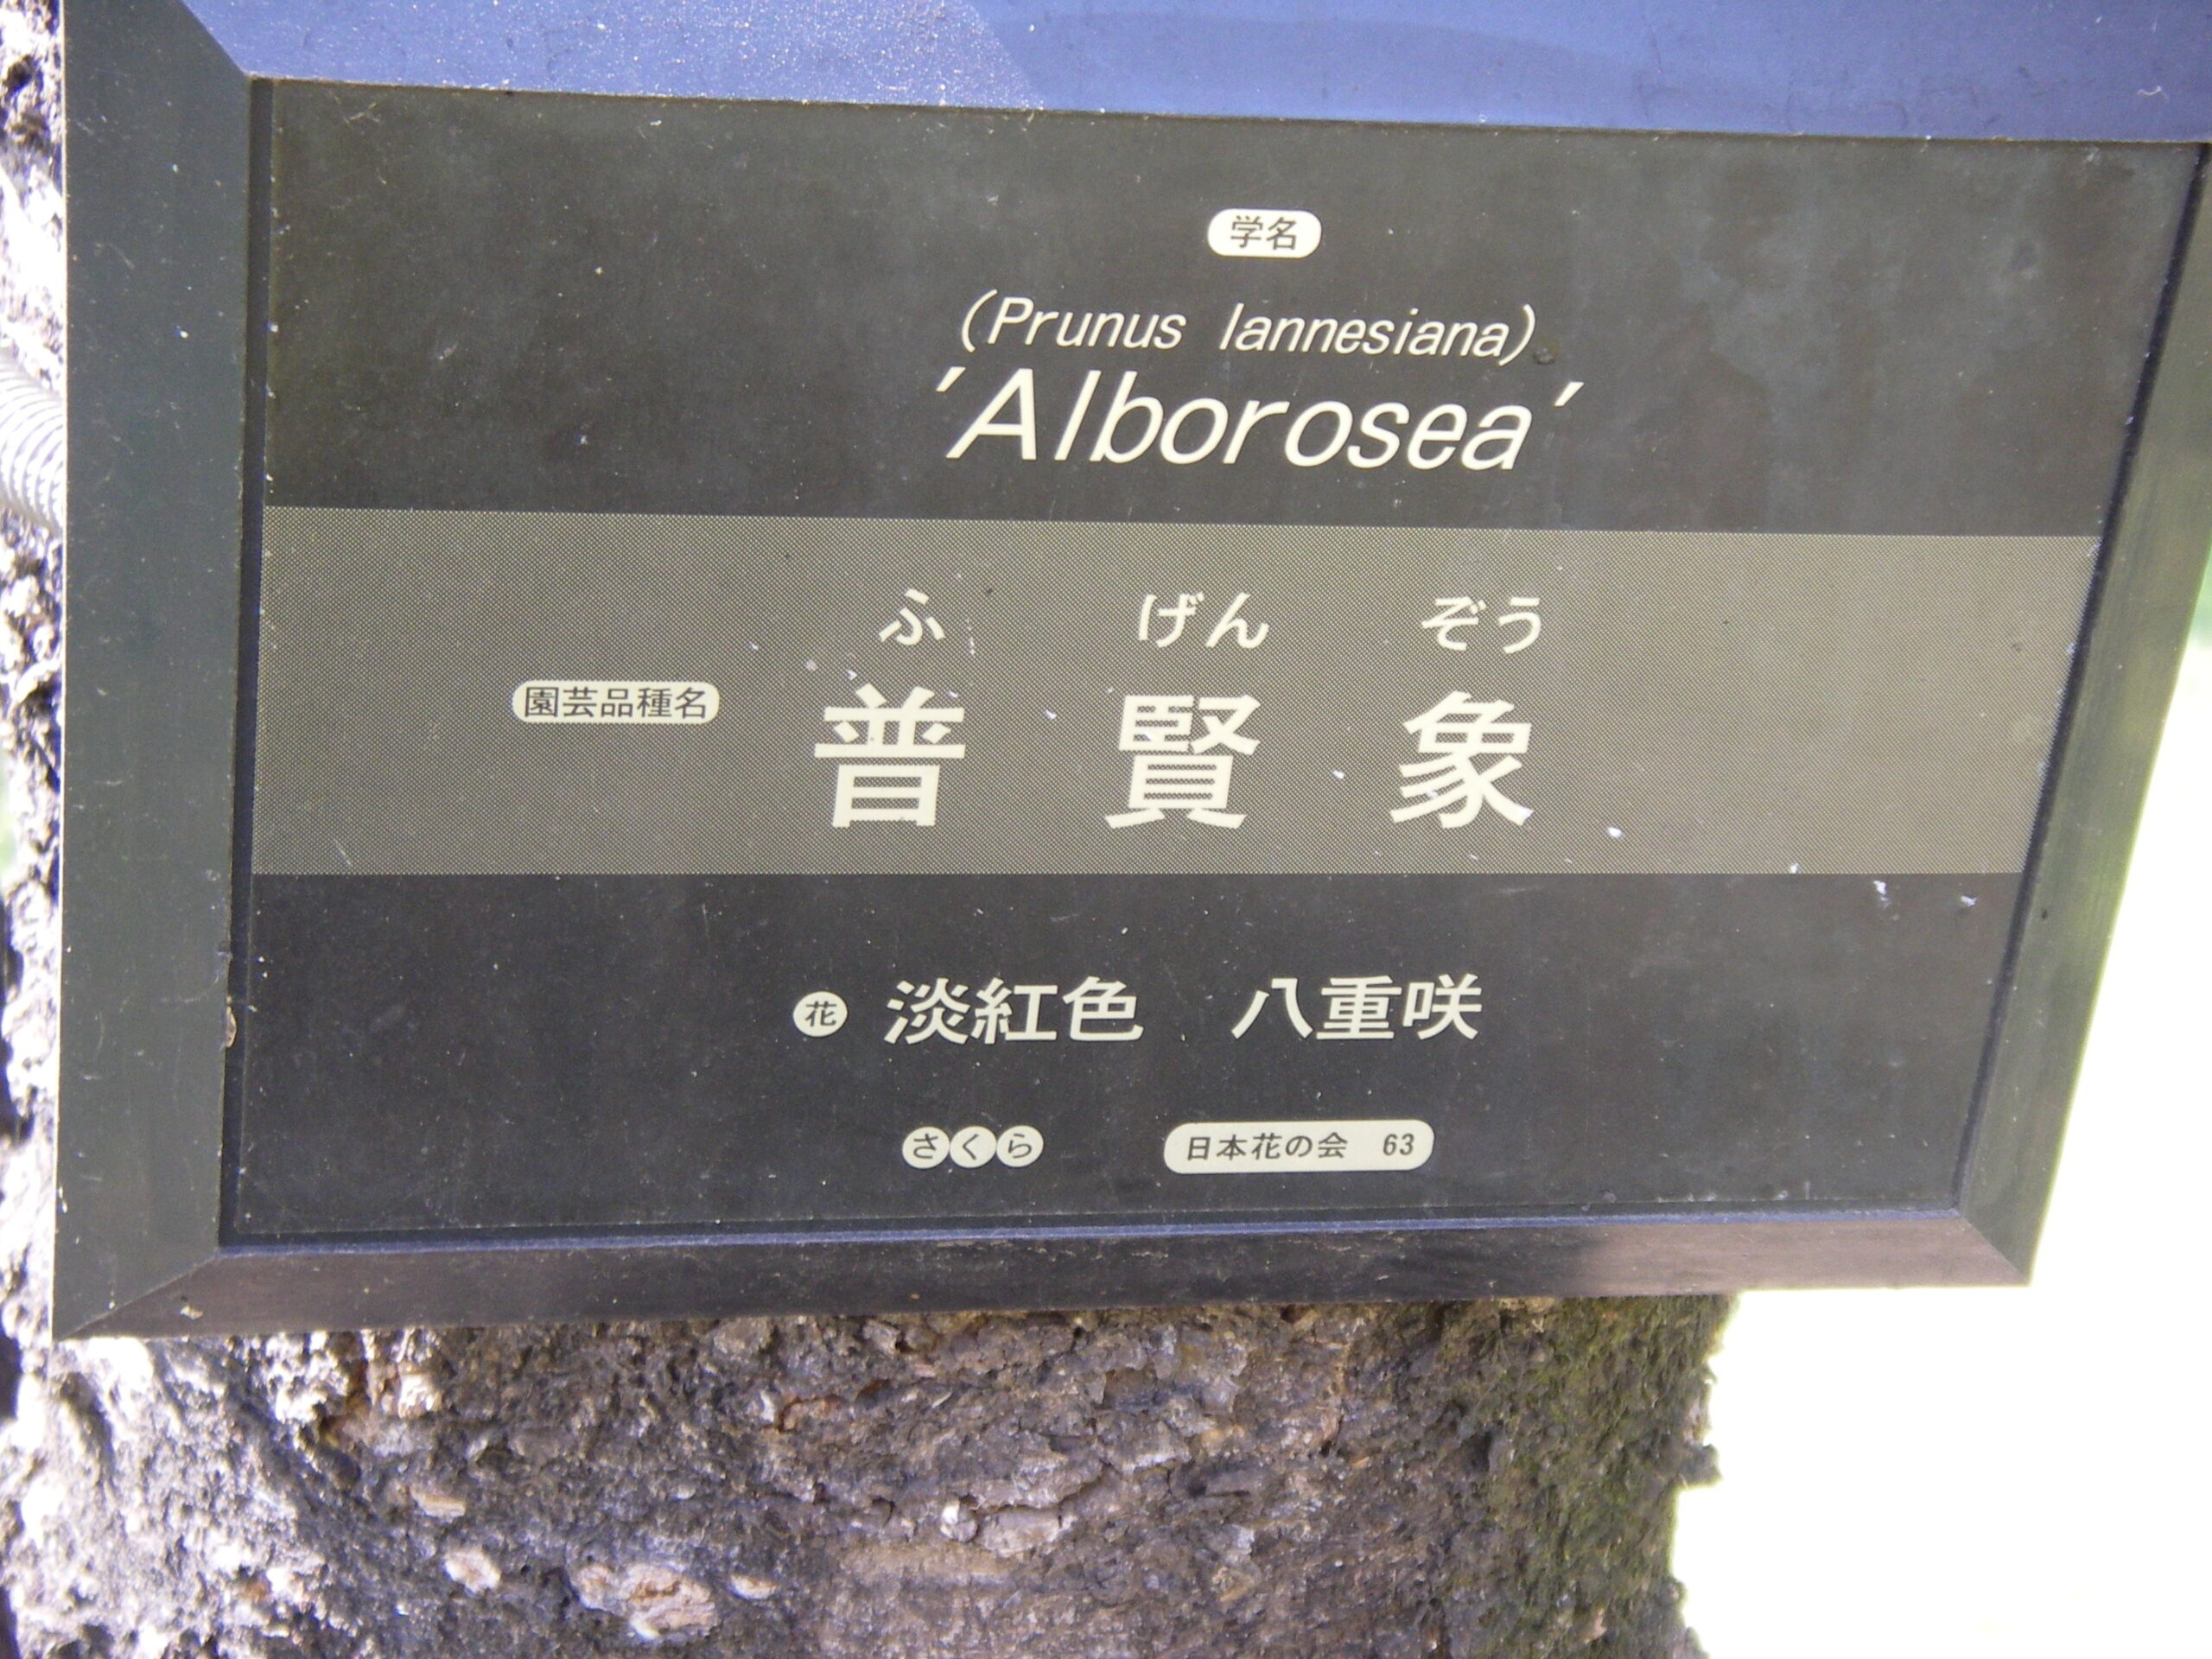 学名
(Prunus lannesiana)
'Alborosea'
ふ げん ぞう
園芸品種名 普賢象
花 淡紅色 八重咲
さくら 日本花の会 63